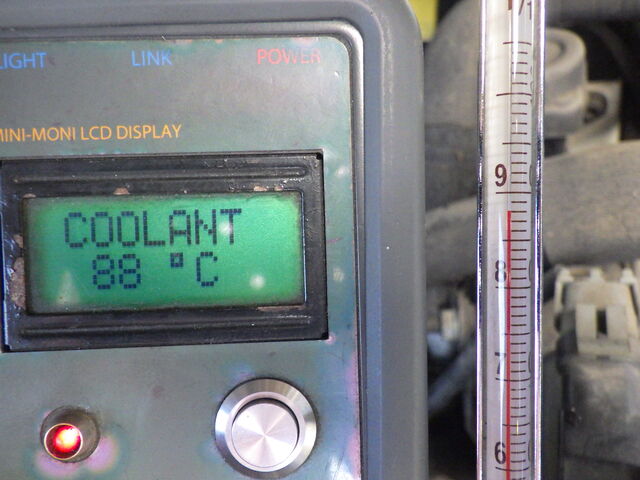 LIGHT LINK POWER
MINI-MONI LCD DISPLAY
COOLANT
88 °C
9
8
7
6